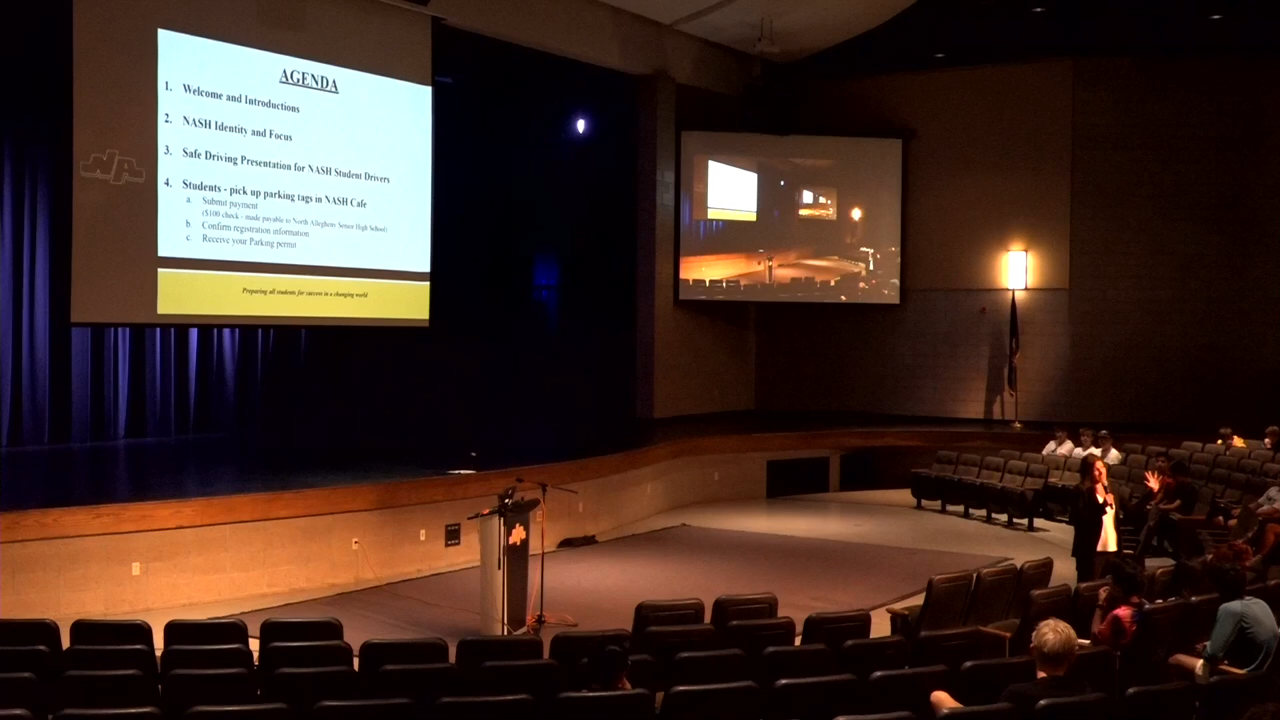 AGENDA
1. Welcome and Introductions
2. NASH Identity and Focus
3. Safe Driving Presentation for NASH Student Drivers
4. Students - pick up parking tags in NASH Cafe
a. Submit payment
($100 check - made payable to North Allegheny Senior High School)
b. Confirm registration information
c. Receive your Parking permit
Preparing all students for success in a changing world
NA